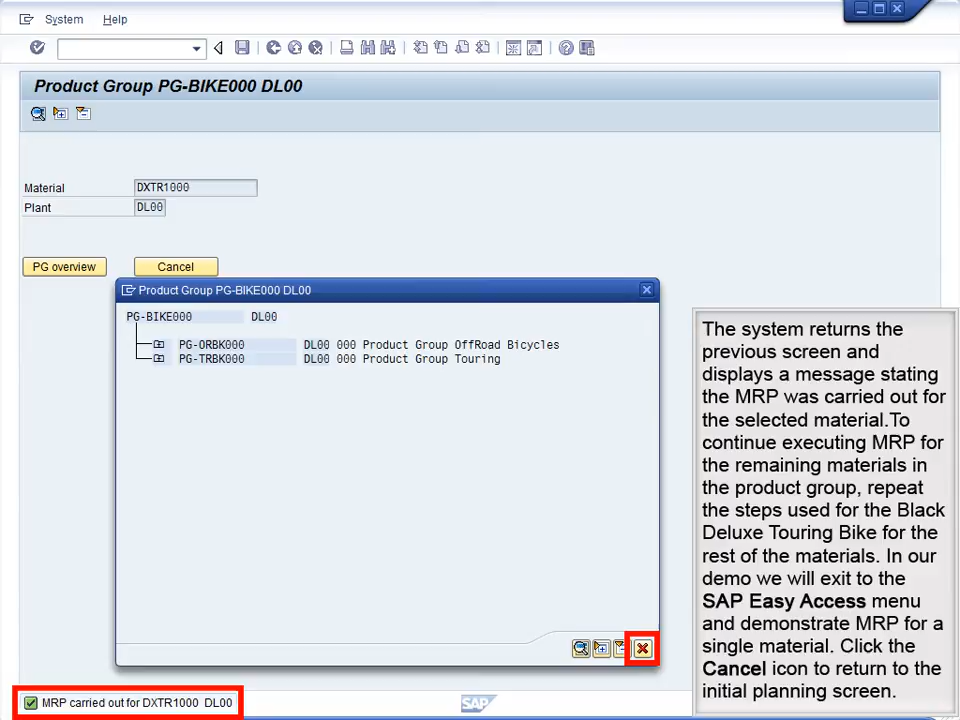 System Help
Product Group PG-BIKE000 DL00
Material DXTR1000
Plant DL00
PG overview Cancel
Product Group PG-BIKE000 DL00
PG-BIKE000 DL00
PG-ORBK000 DL00 000 Product Group OffRoad Bicycles
PG-TRBK000 DL00 000 Product Group Touring
The system returns the
previous screen and
displays a message stating
the MRP was carried out for
the selected material.To
continue executing MRP for
the remaining materials in
the product group, repeat
the steps used for the Black
Deluxe Touring Bike for the
rest of the materials. In our
demo we will exit to the
SAP Easy Access menu
and demonstrate MRP for a
single material. Click the
Cancel icon to return to the
initial planning screen.
MRP carried out for DXTR1000 DL00
SAP